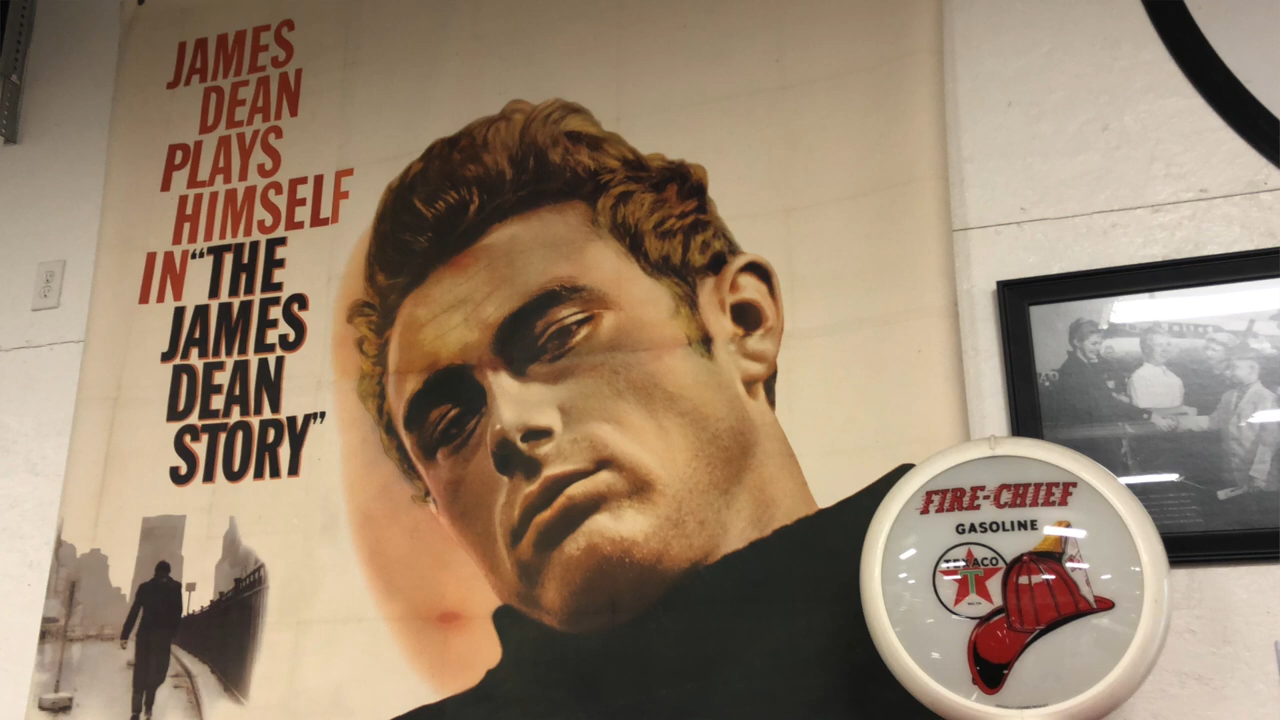 JAMES
DEAN
PLAYS
HIMSELF
IN “THE
JAMES
DEAN
STORY”
FIRE-CHIEF
GASOLINE
TEXACO
T